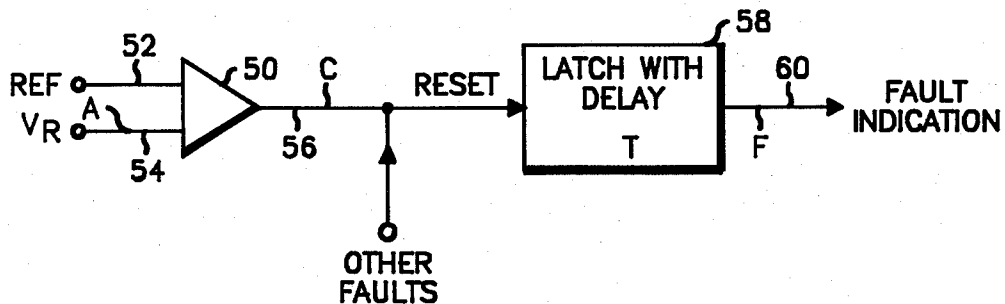 58
52
50
C
LATCH WITH
DELAY
T
60
REF
RESET
FAULT
INDICATION
A
VR
54
56
F
OTHER
FAULTS